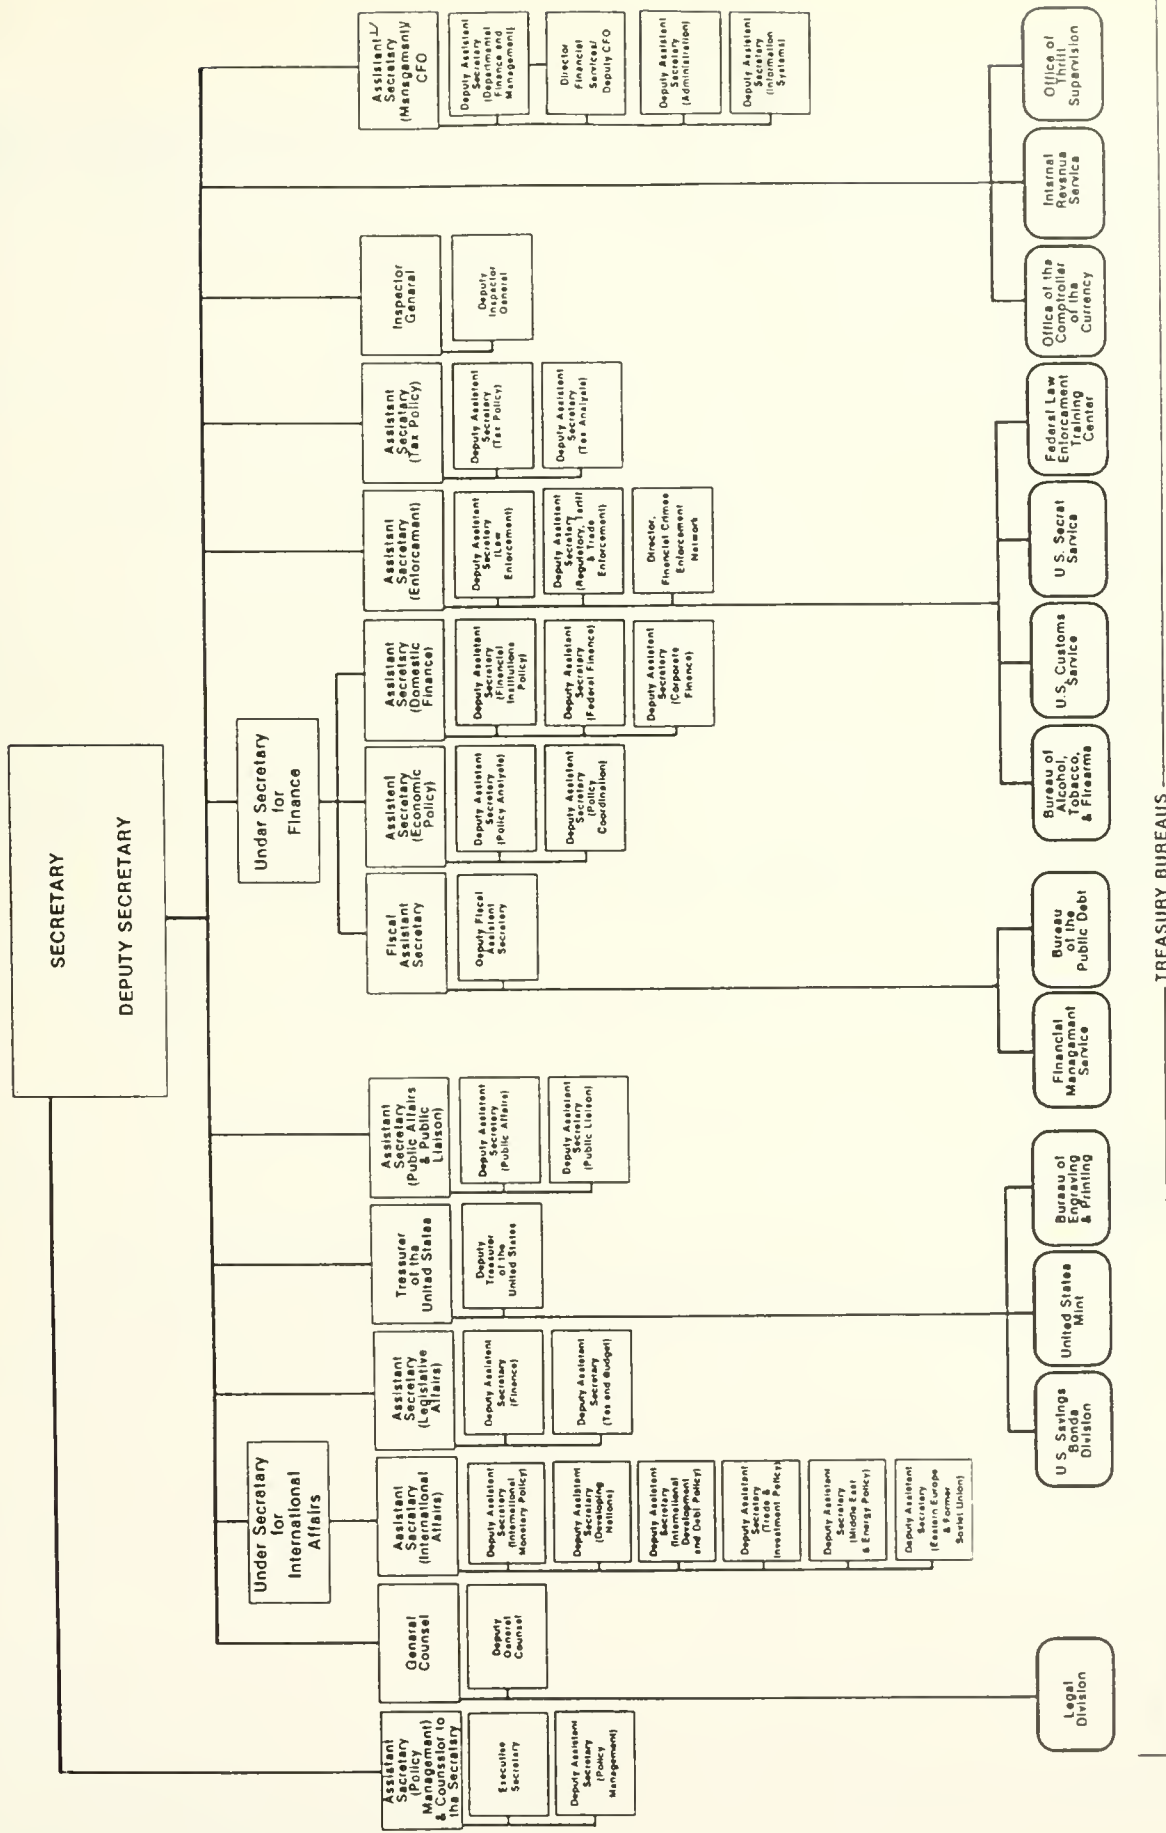 SECRETARY
DEPUTY SECRETARY
Assistant
Secretary
(Policy
Management)
& Counselor to
the Secretary
Executive
Secretary
Deputy Assistant
Secretary
(Policy
Management)
General
Counsel
Deputy
General
Counsel
Legal
Division
Under Secretary
for
International
Affairs
Assistant
Secretary
(International
Affairs)
Deputy Assistant
Secretary
(International
Monetary Policy)
Deputy Assistant
Secretary
(Developing
Nations)
Deputy Assistant
Secretary
(International
Development
and Debt Policy)
Deputy Assistant
Secretary
(Trade &
Investment Policy)
Deputy Assistant
Secretary
(Middle East
& Energy Policy)
Deputy Assistant
Secretary
(Eastern Europe
& Former
Soviet Union)
Assistant
Secretary
(Legislative
Affairs)
Deputy Assistant
Secretary
(Finance)
Deputy Assistant
Secretary
(Tax and Budget)
Treasurer
of the
United States
Deputy
Treasurer
of the
United States
U.S. Savings
Bonds
Division
United States
Mint
Bureau of
Engraving
& Printing
Assistant
Secretary
(Public Affairs
& Public
Liaison)
Deputy Assistant
Secretary
(Public Affairs)
Deputy Assistant
Secretary
(Public Liaison)
Under Secretary
for
Finance
Fiscal
Assistant
Secretary
Deputy Fiscal
Assistant
Secretary
Financial
Management
Service
Bureau
of the
Public Debt
Assistant
Secretary
(Economic
Policy)
Deputy Assistant
Secretary
(Policy Analysis)
Deputy Assistant
Secretary
(Policy
Coordination)
Assistant
Secretary
(Domestic
Finance)
Deputy Assistant
Secretary
(Financial
Institutions
Policy)
Deputy Assistant
Secretary
(Federal Finance)
Deputy Assistant
Secretary
(Corporate
Finance)
Assistant
Secretary
(Enforcement)
Deputy Assistant
Secretary
(Law
Enforcement)
Deputy Assistant
Secretary
(Regulatory, Tariff
& Trade
Enforcement)
Director,
Financial Crimes
Enforcement
Network
Bureau of
Alcohol,
Tobacco,
& Firearms
U.S. Customs
Service
U.S. Secret
Service
Federal Law
Enforcement
Training
Center
Assistant
Secretary
(Tax Policy)
Deputy Assistant
Secretary
(Tax Policy)
Deputy Assistant
Secretary
(Tax Analysis)
Inspector
General
Deputy
Inspector
General
Office of the
Comptroller
of the
Currency
Internal
Revenue
Service
Office of
Thrift
Supervision
Assistant 1/
Secretary
(Management)/
CFO
Deputy Assistant
Secretary
(Departmental
Finance and
Management)
Director
Financial
Services/
Deputy CFO
Deputy Assistant
Secretary
(Administration)
Deputy Assistant
Secretary
(Information
Systems)
TREASURY BUREAUS